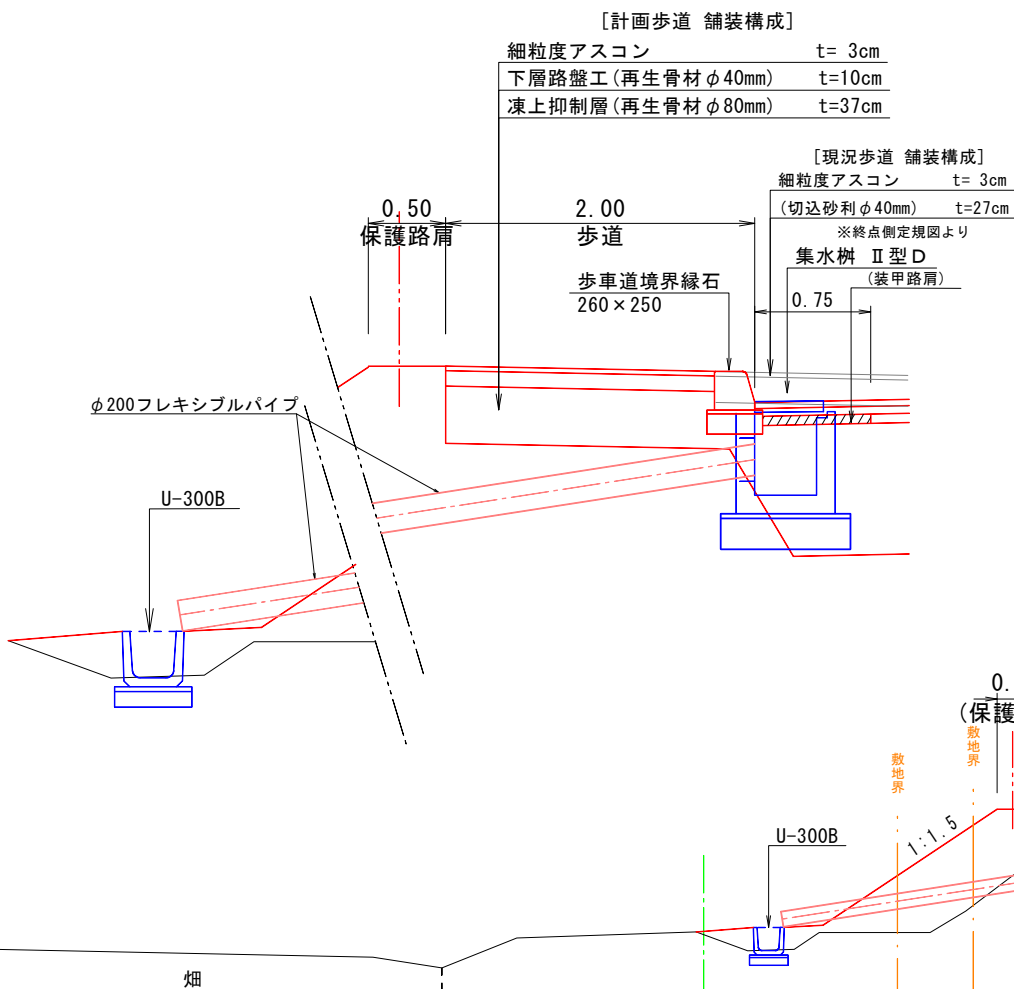 [計画歩道 舗装構成]
細粒度アスコン t= 3cm
下層路盤工(再生骨材φ40mm) t=10cm
凍上抑制層(再生骨材φ80mm) t=37cm
[現況歩道 舗装構成]
細粒度アスコン t= 3cm
(切込砂利φ40mm) t=27cm
※終点側定規図より
集水桝 Ⅱ型D
(装甲路肩)
0.50
保護路肩
2.00
歩道
歩車道境界縁石
260×250
0.75
φ200フレキシブルパイプ
U-300B
0.
(保護
敷地界
敷地界
1:1.5
U-300B
畑